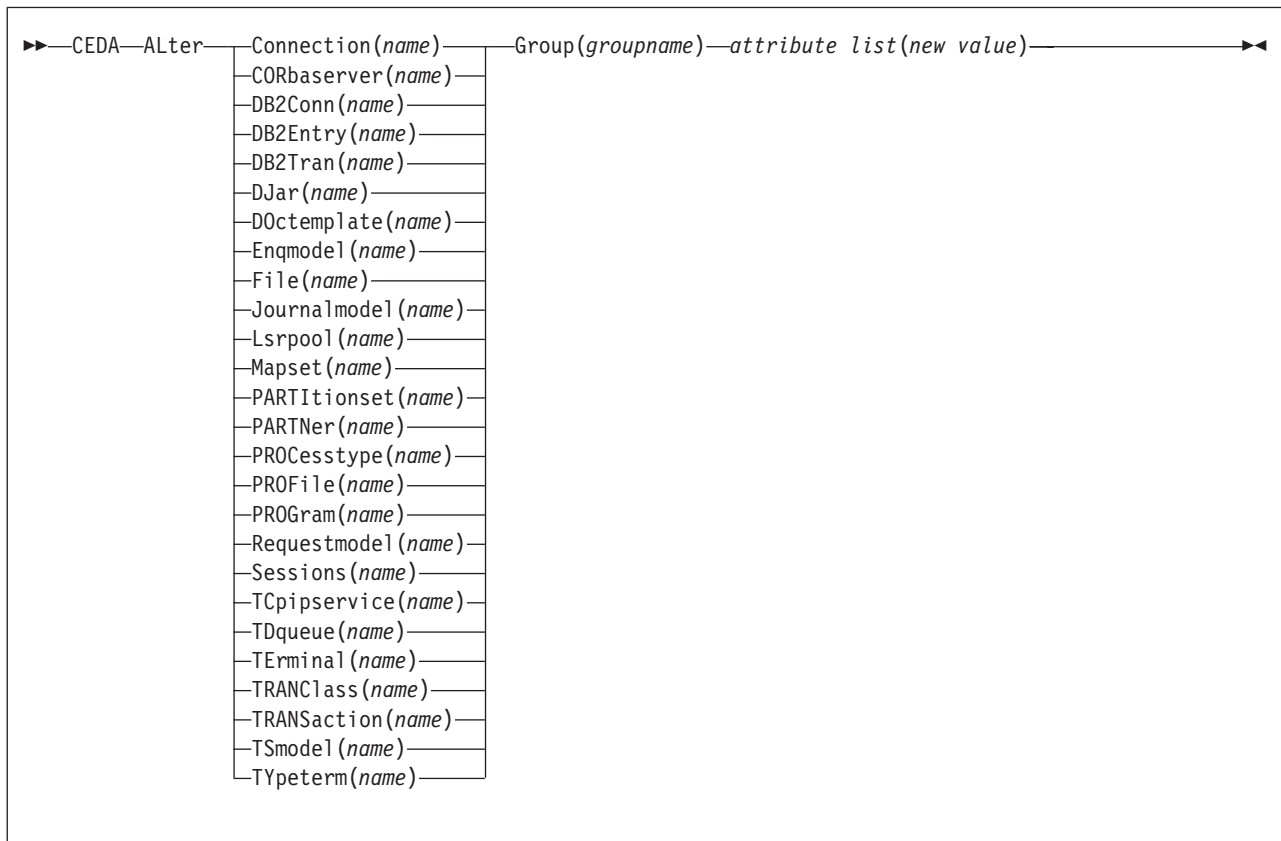 CEDA ALter Connection(name) Group(groupname) attribute list(new value)
CORbaserver(name)
DB2Conn(name)
DB2Entry(name)
DB2Tran(name)
DJar(name)
DOctemplate(name)
Enqmodel(name)
File(name)
Journalmodel(name)
Lsrpool(name)
Mapset(name)
PARTItionset(name)
PARTNer(name)
PROCesstype(name)
PROFile(name)
PROGram(name)
Requestmodel(name)
Sessions(name)
TCpipservice(name)
TDqueue(name)
TErminal(name)
TRANClass(name)
TRANSaction(name)
TSmodel(name)
TYpeterm(name)